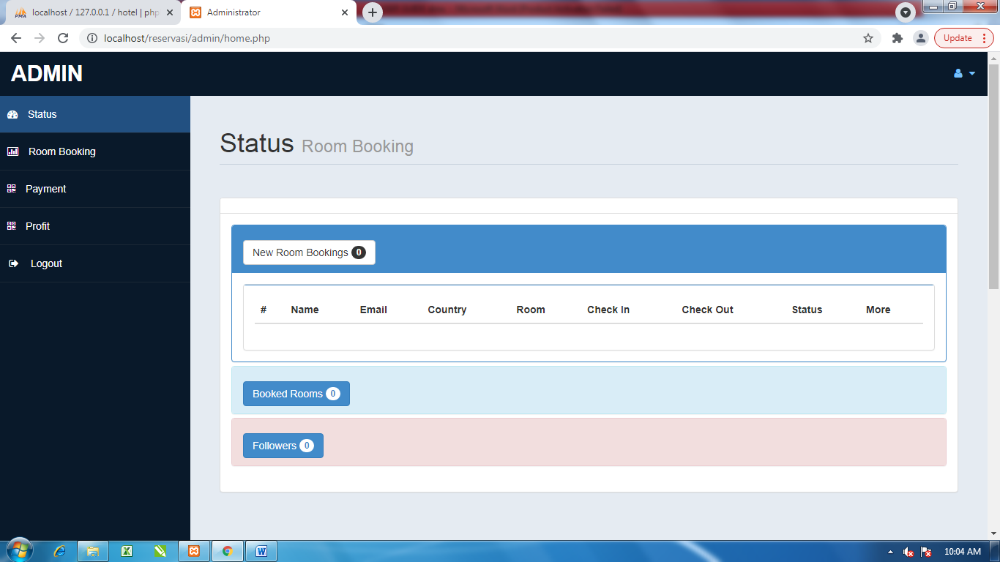 localhost / 127.0.0.1 / hotel | php
Administrator
localhost/reservasi/admin/home.php
Update
ADMIN
Status
Room Booking
Payment
Profit
Logout
Status Room Booking
New Room Bookings 0
# Name Email Country Room Check In Check Out Status More
Booked Rooms 0
Followers 0
10:04 AM